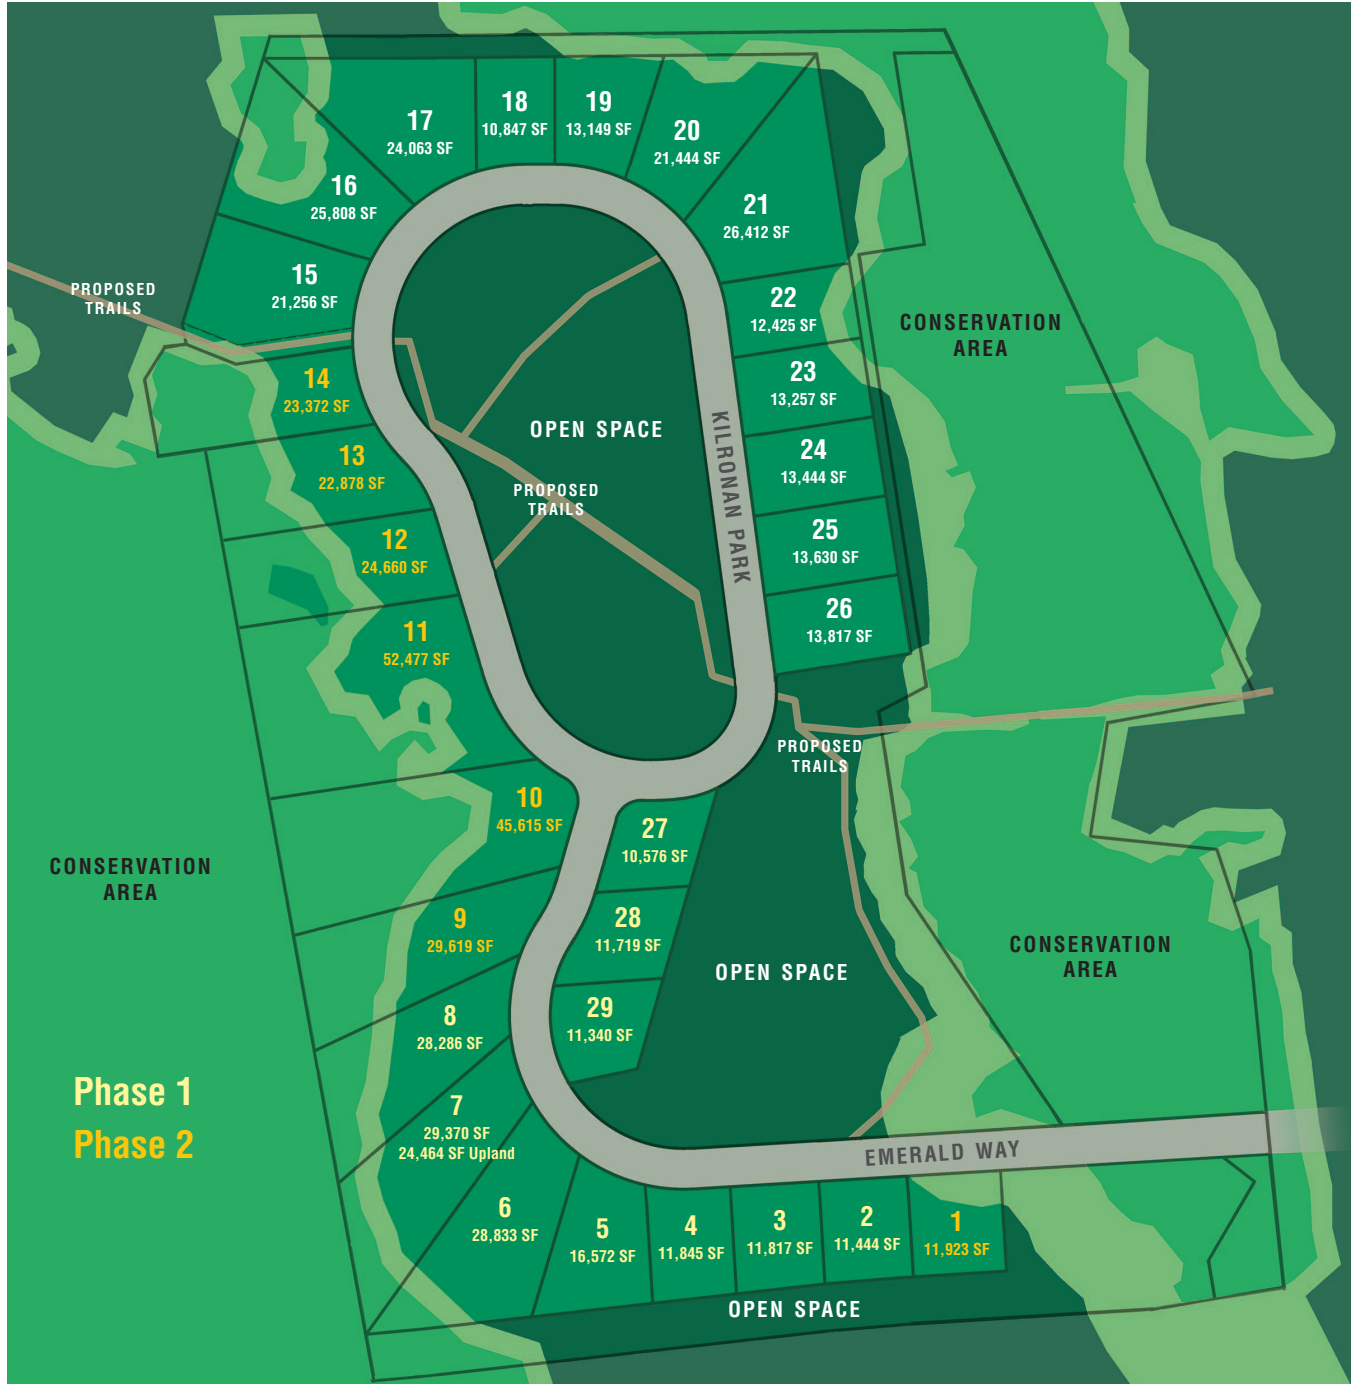 17
24,063 SF
18
10,847 SF
19
13,149 SF
20
21,444 SF
16
25,808 SF
21
26,412 SF
15
21,256 SF
PROPOSED
TRAILS
22
12,425 SF
CONSERVATION
AREA
14
23,372 SF
23
13,257 SF
OPEN SPACE
KILRONAN PARK
13
22,878 SF
24
13,444 SF
PROPOSED
TRAILS
12
24,660 SF
25
13,630 SF
11
52,477 SF
26
13,817 SF
PROPOSED
TRAILS
10
45,615 SF
27
10,576 SF
CONSERVATION
AREA
9
29,619 SF
28
11,719 SF
OPEN SPACE
CONSERVATION
AREA
8
28,286 SF
29
11,340 SF
Phase 1
Phase 2
7
29,370 SF
24,464 SF Upland
EMERALD WAY
6
28,833 SF
5
16,572 SF
4
11,845 SF
3
11,817 SF
2
11,444 SF
1
11,923 SF
OPEN SPACE